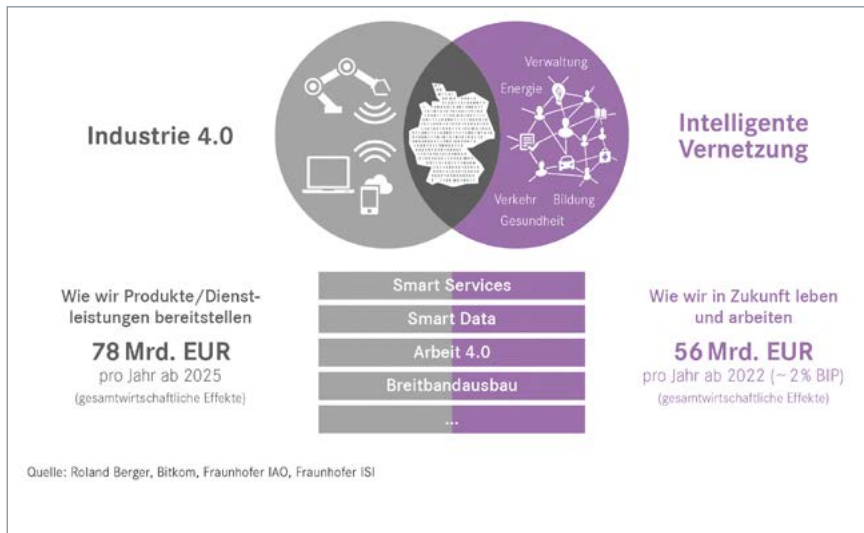 Industrie 4.0
Verwaltung
Energie
Verkehr Bildung
Gesundheit
Intelligente
Vernetzung
Wie wir Produkte/Dienst-
leistungen bereitstellen
78 Mrd. EUR
pro Jahr ab 2025
(gesamtwirtschaftliche Effekte)
Smart Services
Smart Data
Arbeit 4.0
Breitbandausbau
...
Wie wir in Zukunft leben
und arbeiten
56 Mrd. EUR
pro Jahr ab 2022 (~ 2% BIP)
(gesamtwirtschaftliche Effekte)
Quelle: Roland Berger, Bitkom, Fraunhofer IAO, Fraunhofer ISI